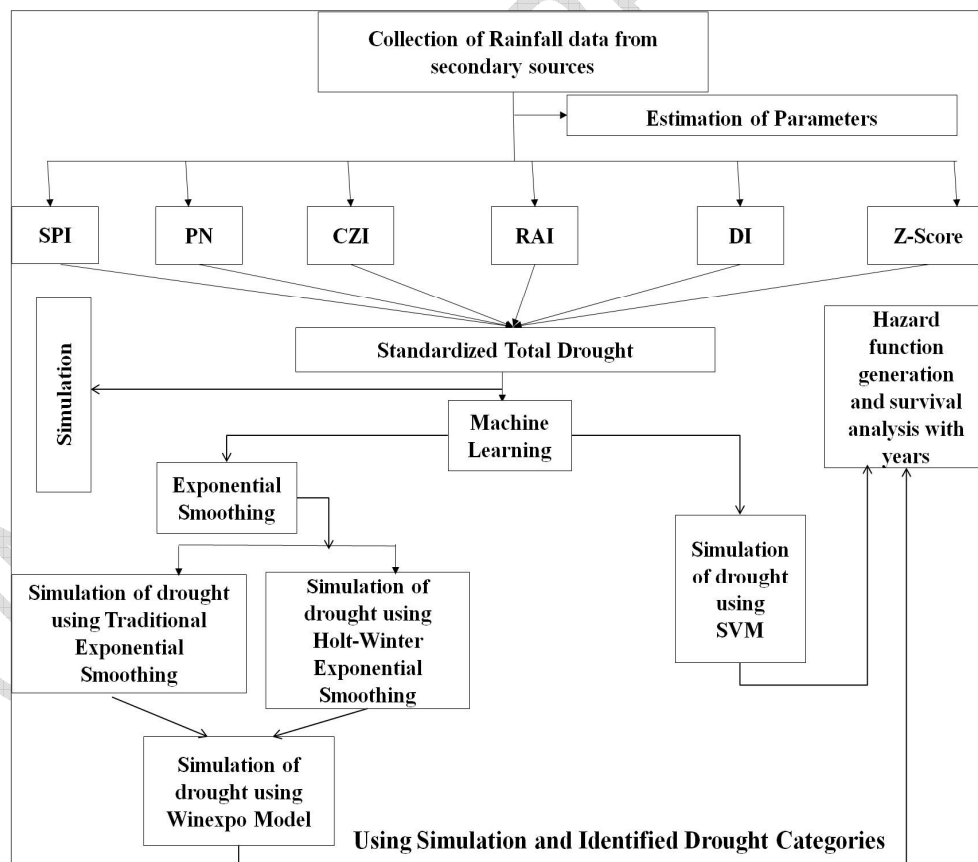 Collection of Rainfall data from
secondary sources
Estimation of Parameters
SPI
PN
CZI
RAI
DI
Z-Score
Standardized Total Drought
Simulation
Hazard
function
generation
and survival
analysis with
years
Machine
Learning
Exponential
Smoothing
Simulation of drought
using Traditional
Exponential
Smoothing
Simulation of
drought using
Holt-Winter
Exponential
Smoothing
Simulation
of drought
using
SVM
Simulation of
drought using
Winexpo Model
Using Simulation and Identified Drought Categories